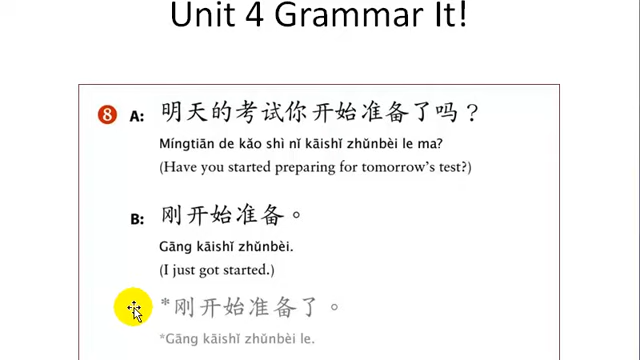 Unit 4 Grammar It!
8 A: 明天的考试你开始准备了吗？
Míngtiān de kǎo shì nǐ kāishǐ zhǔnbèi le ma?
(Have you started preparing for tomorrow's test?)
B: 刚开始准备。
Gāng kāishǐ zhǔnbèi.
(I just got started.)
*刚开始准备了。
*Gāng kāishǐ zhǔnbèi le.